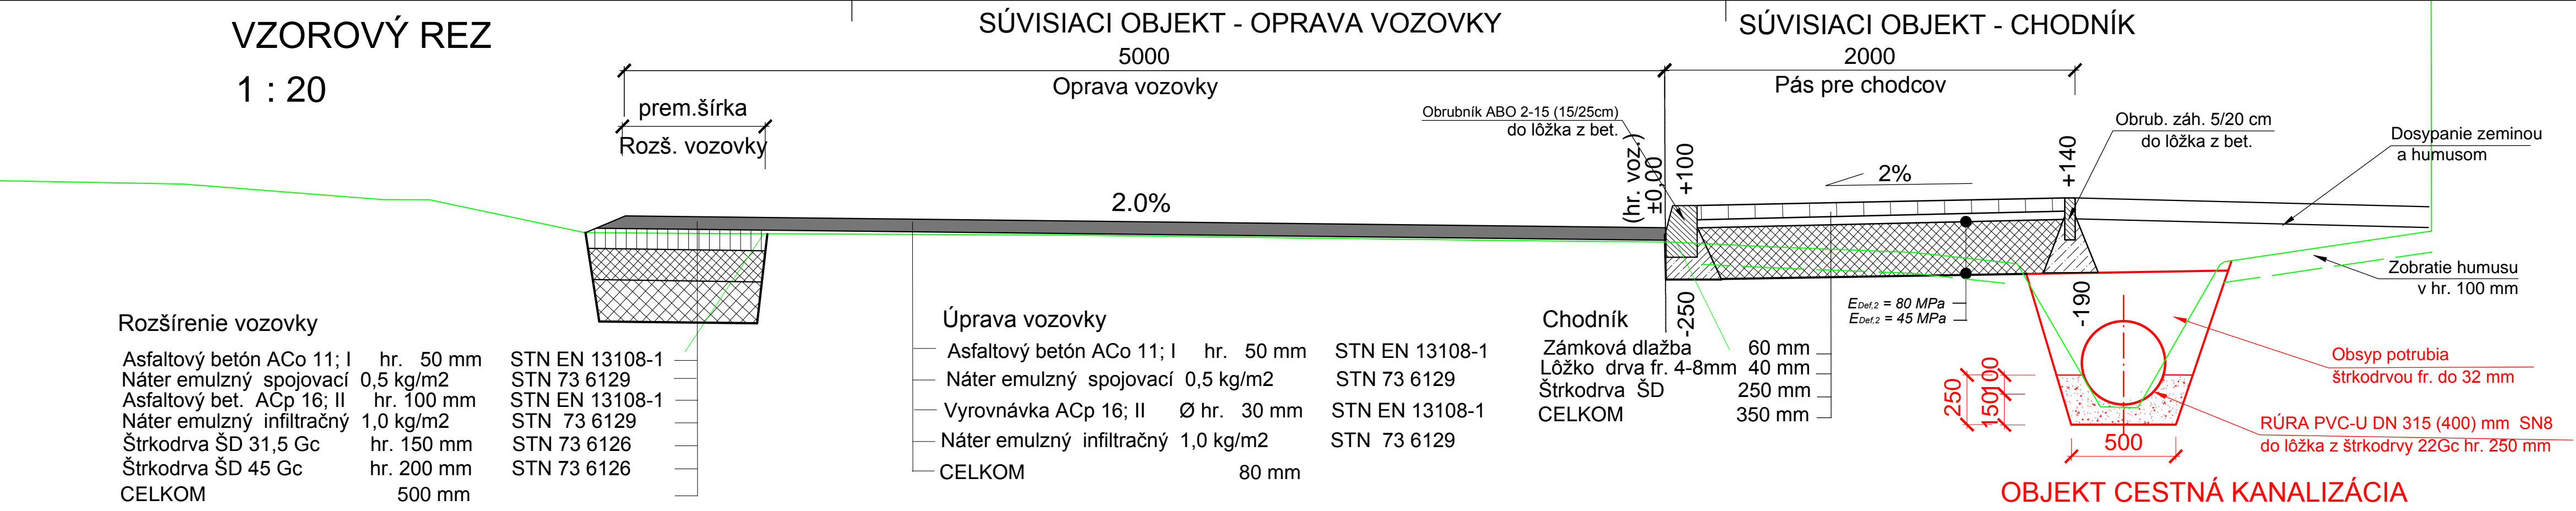 VZOROVÝ REZ
1 : 20
SÚVISIACI OBJEKT - OPRAVA VOZOVKY
5000
Oprava vozovky
SÚVISIACI OBJEKT - CHODNÍK
2000
Pás pre chodcov
prem.šírka
Rozš. vozovky
Obrubník ABO 2-15 (15/25cm)
do lôžka z bet.
(hr. voz.)
±0,00
+100
2.0%
2%
+140
Obrub. záh. 5/20 cm
do lôžka z bet.
Dosypanie zeminou
a humusom
Zobratie humusu
v hr. 100 mm
-250
-190
EDef,2 = 80 MPa
EDef,2 = 45 MPa
Rozšírenie vozovky
Asfaltový betón ACo 11; I hr. 50 mm STN EN 13108-1
Náter emulzný spojovací 0,5 kg/m2 STN 73 6129
Asfaltový bet. ACp 16; II hr. 100 mm STN EN 13108-1
Náter emulzný infiltračný 1,0 kg/m2 STN 73 6129
Štrkodrva ŠD 31,5 Gc hr. 150 mm STN 73 6126
Štrkodrva ŠD 45 Gc hr. 200 mm STN 73 6126
CELKOM 500 mm
Úprava vozovky
Asfaltový betón ACo 11; I hr. 50 mm STN EN 13108-1
Náter emulzný spojovací 0,5 kg/m2 STN 73 6129
Vyrovnávka ACp 16; II Ø hr. 30 mm STN EN 13108-1
Náter emulzný infiltračný 1,0 kg/m2 STN 73 6129
CELKOM 80 mm
Chodník
Zámková dlažba 60 mm
Lôžko drva fr. 4-8mm 40 mm
Štrkodrva ŠD 250 mm
CELKOM 350 mm
250
150
100
500
Obsyp potrubia
štrkodrvou fr. do 32 mm
RÚRA PVC-U DN 315 (400) mm SN8
do lôžka z štrkodrvy 22Gc hr. 250 mm
OBJEKT CESTNÁ KANALIZÁCIA